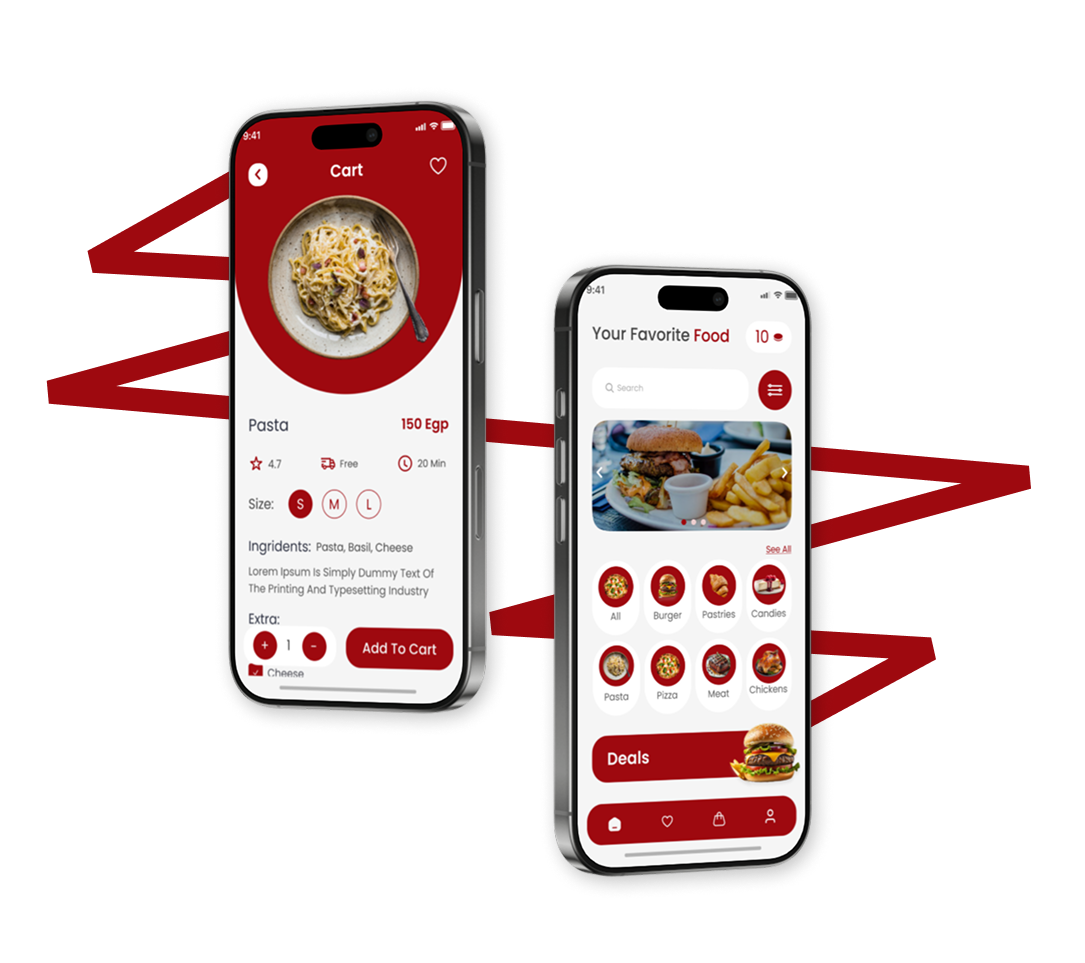 9:41
Cart
Pasta
150 Egp
4.7
Free
20 Min
Size:
S
M
L
Ingridents: Pasta, Basil, Cheese
Lorem Ipsum Is Simply Dummy Text Of
The Printing And Typesetting Industry
Extra:
+ 1 -
Add To Cart
Cheese
9:41
Your Favorite Food
10
Search
See All
All
Burger
Pastries
Candies
Pasta
Pizza
Meat
Chickens
Deals